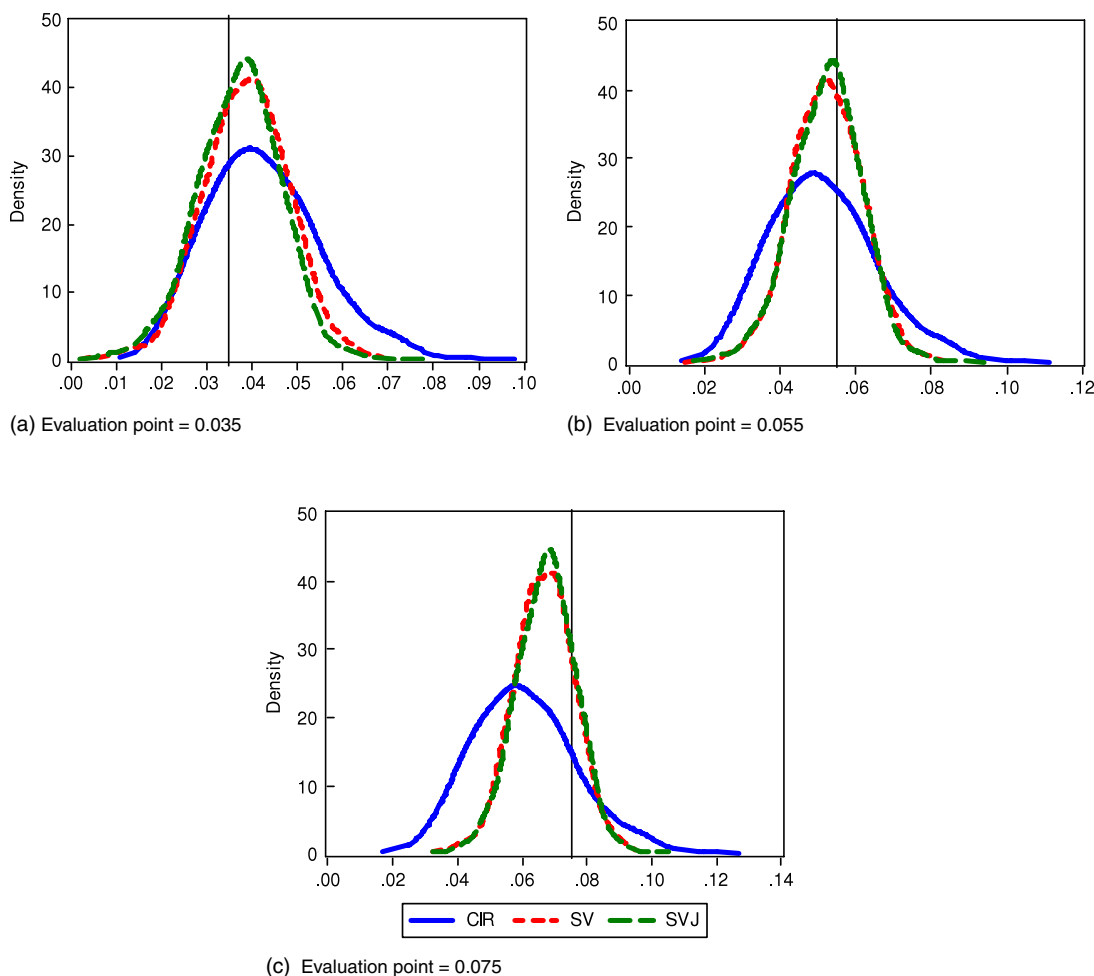 50
40
30
20
10
0
Density
.00 .01 .02 .03 .04 .05 .06 .07 .08 .09 .10
(a) Evaluation point = 0.035
50
40
30
20
10
0
Density
.00 .02 .04 .06 .08 .10 .12
(b) Evaluation point = 0.055
50
40
30
20
10
0
Density
.00 .02 .04 .06 .08 .10 .12 .14
CIR SV SVJ
(c) Evaluation point = 0.075